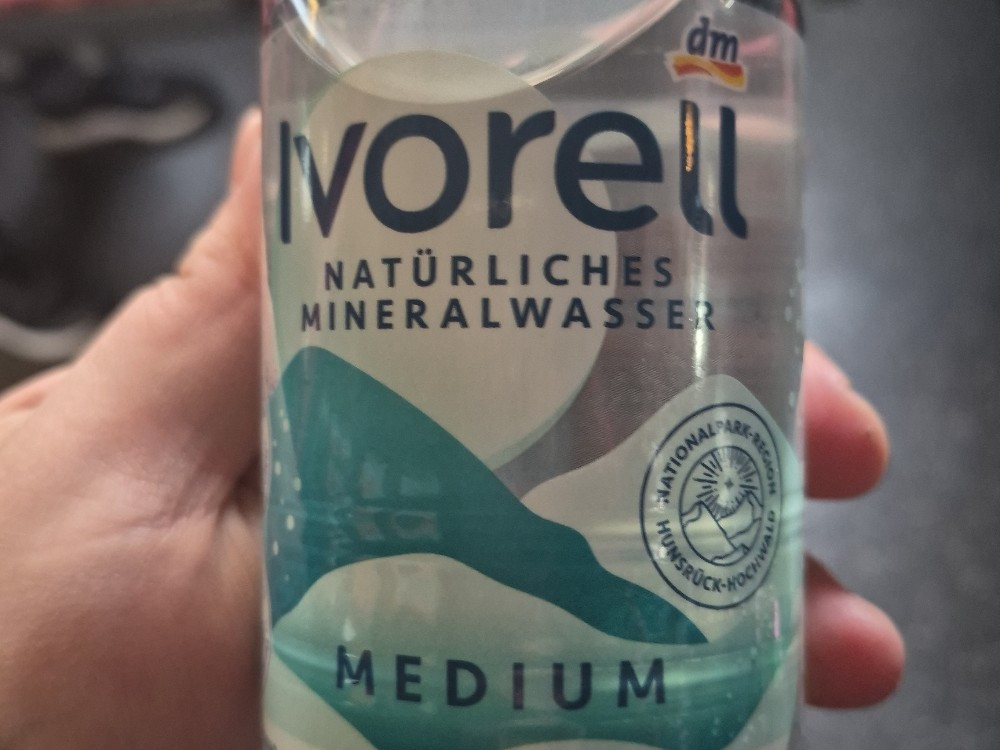 dm
Ivorell
NATÜRLICHES
MINERALWASSER
NATIONALPARK-REGION
HUNSRÜCK-HOCHWALD
MEDIUM